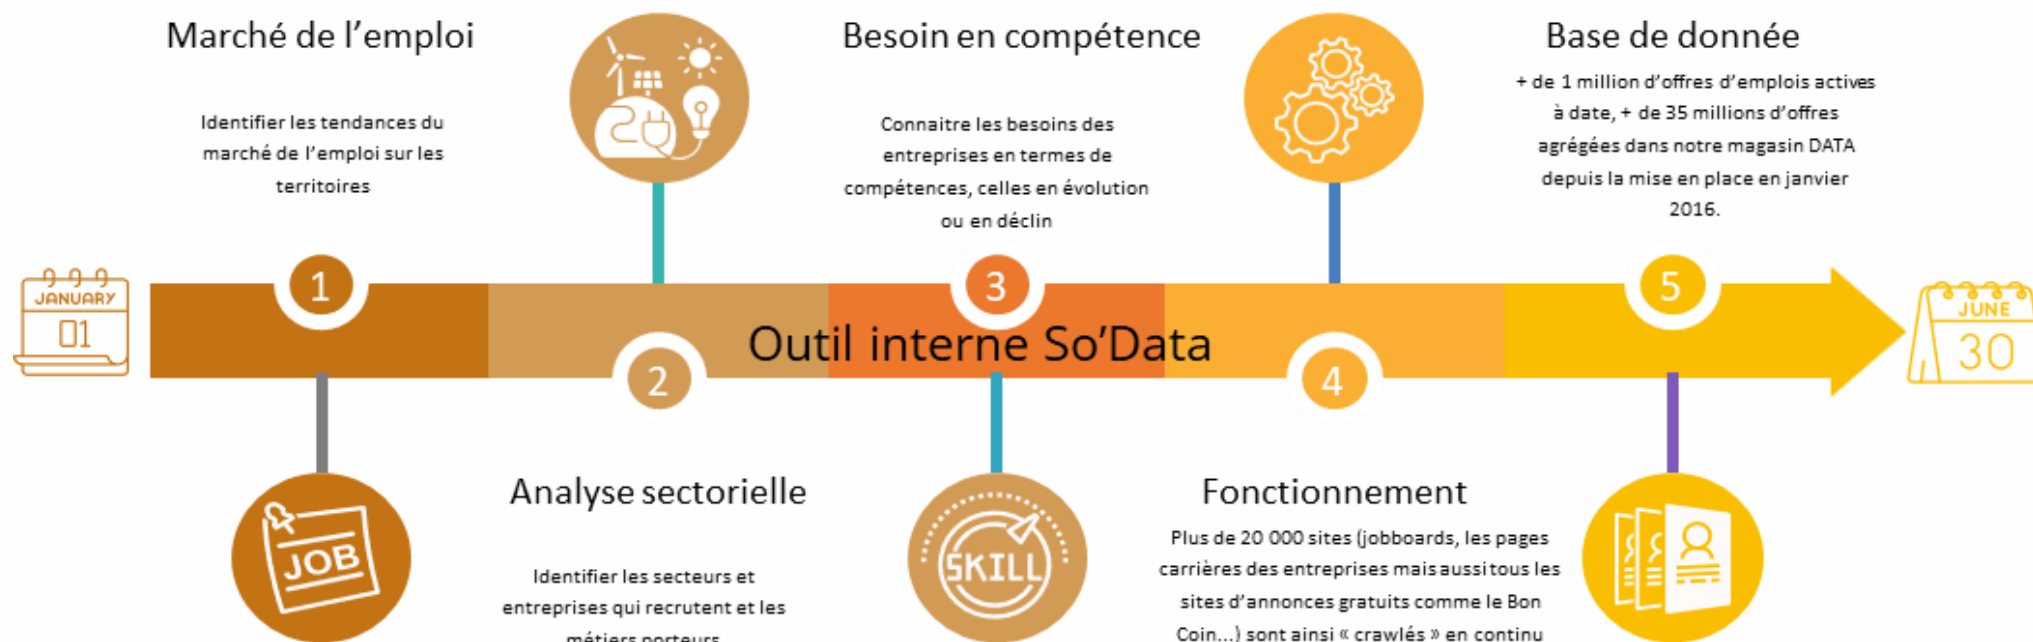 Marché de l'emploi
Identifier les tendances du
marché de l'emploi sur les
territoires
Besoin en compétence
Connaitre les besoins des
entreprises en termes de
compétences, celles en évolution
ou en déclin
Base de donnée
+ de 1 million d'offres d'emplois actives
à date, + de 35 millions d'offres
agrégées dans notre magasin DATA
depuis la mise en place en janvier
2016.
JANUARY
01
1
2
3
4
5
Outil interne So'Data
JUNE
30
JOB
Analyse sectorielle
Identifier les secteurs et
entreprises qui recrutent et les
métiers porteurs
SKILL
Fonctionnement
Plus de 20 000 sites (jobboards, les pages
carrières des entreprises mais aussi tous les
sites d'annonces gratuits comme le Bon
Coin...) sont ainsi « crawlés » en continu